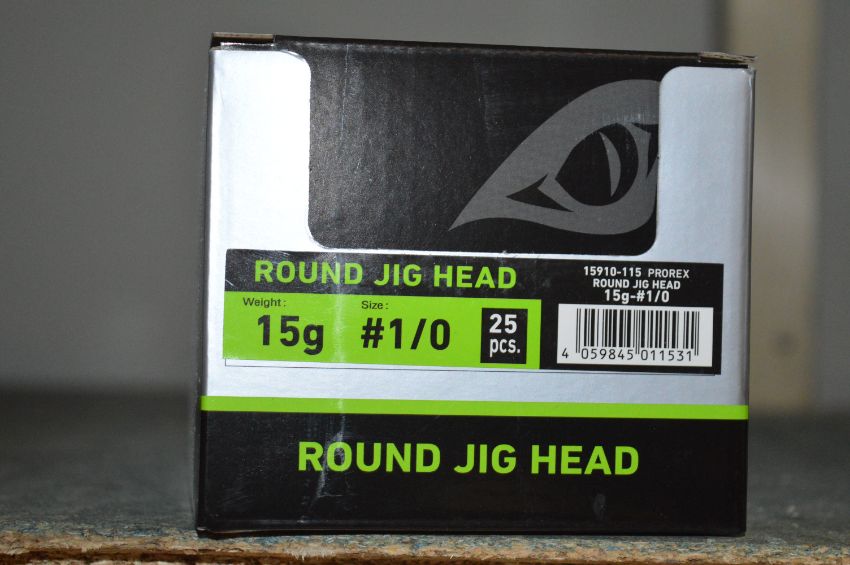 ROUND JIG HEAD
Weight:
15g
Size:
#1/0
25
pcs.
15910-115 PROREX
ROUND JIG HEAD
15g-#1/0
4 059845 011531
ROUND JIG HEAD